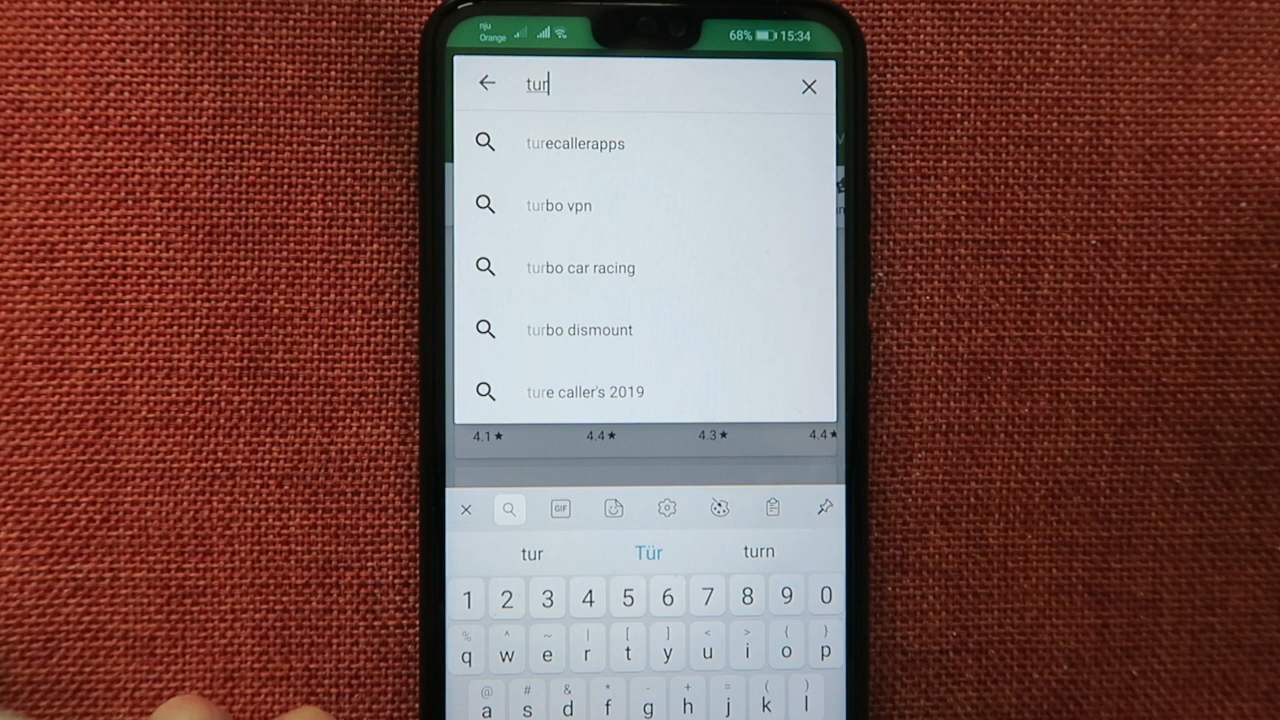 nju
Orange
68% 15:34
tur
turecallerapps
turbo vpn
turbo car racing
turbo dismount
ture caller's 2019
4.1★ 4.4★ 4.3★ 4.4★
GIF
tur Tür turn
1 2 3 4 5 6 7 8 9 0
% ^ ~ | [ ] < > { }
q w e r t y u i o p
@ # & * - + = ( )
a s d f g h j k l